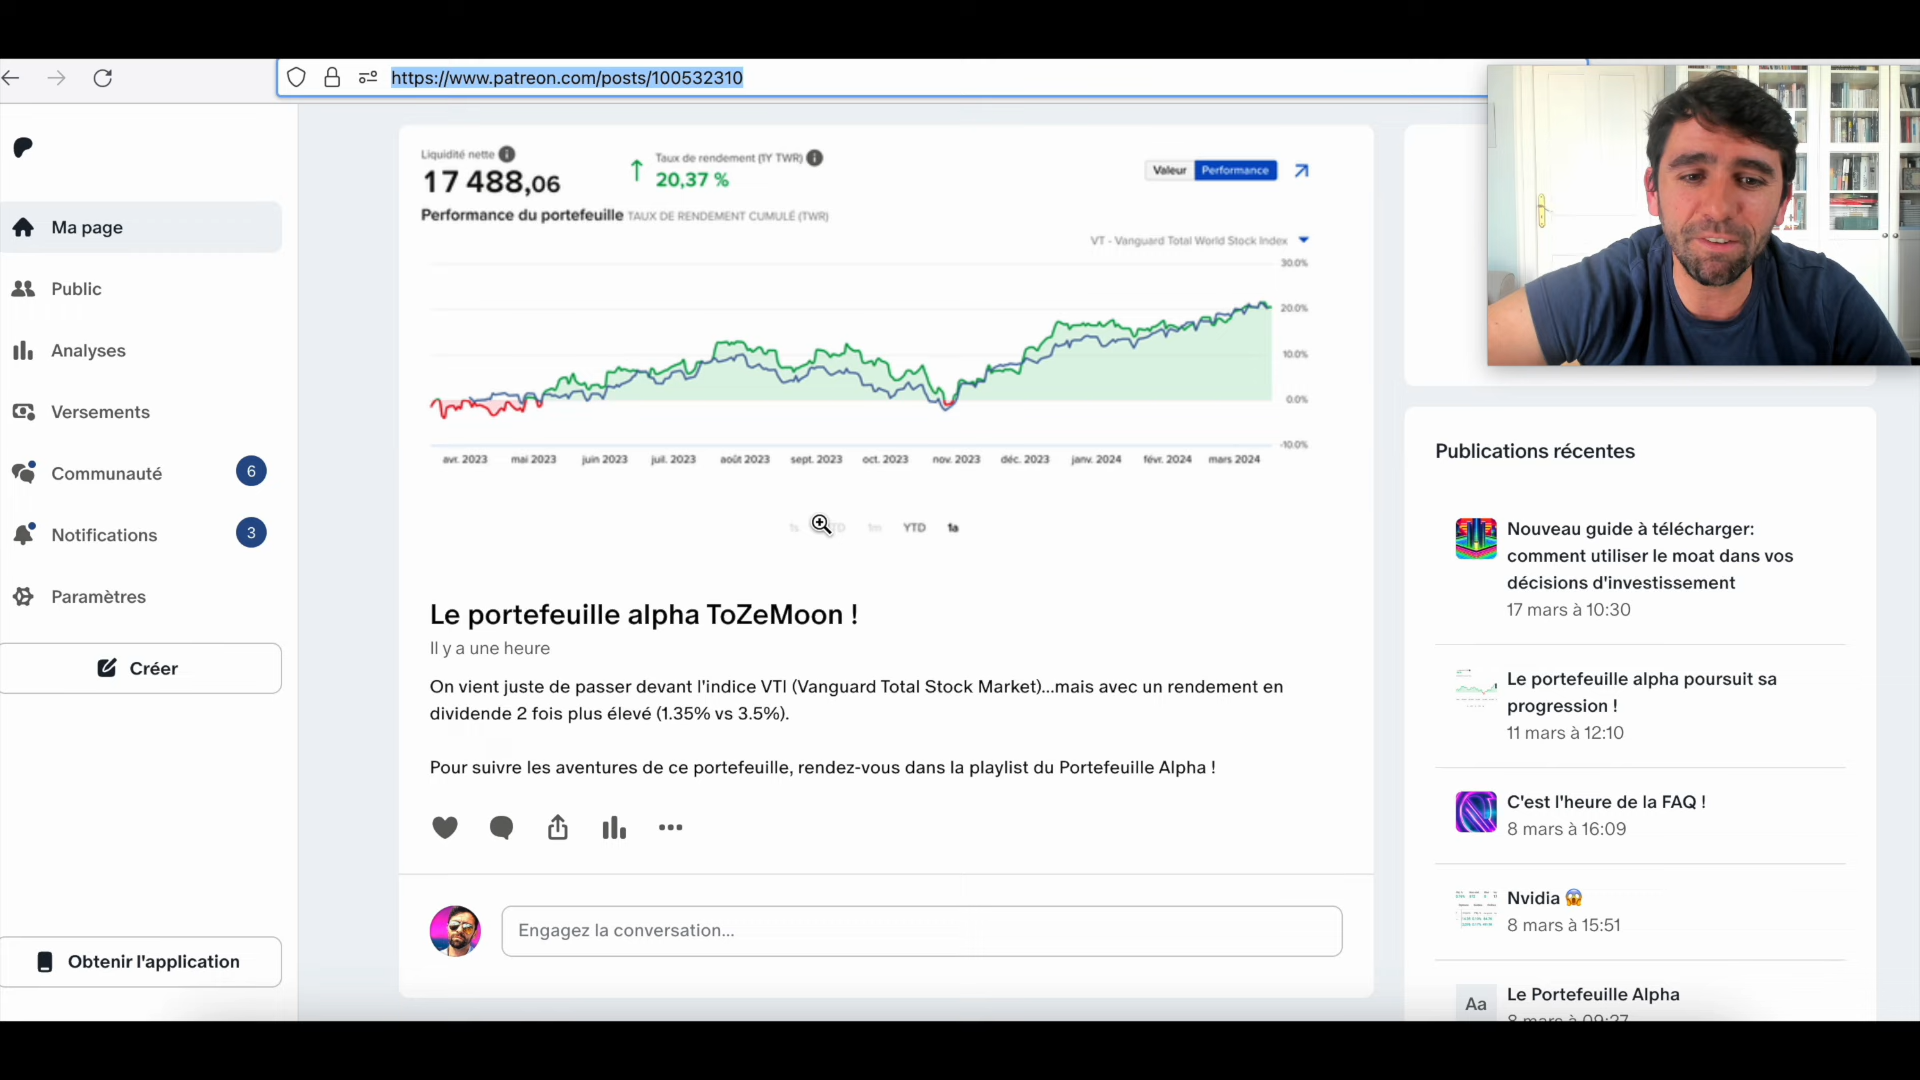 https://www.patreon.com/posts/100532310
Ma page
Public
Analyses
Versements
Communauté
6
Notifications
3
Paramètres
Créer
Obtenir l'application
Liquidité nette
17 488,06
Taux de rendement (1Y TWR)
20,37 %
Valeur
Performance
Performance du portefeuille TAUX DE RENDEMENT CUMULÉ (TWR)
VT - Vanguard Total World Stock Index
30.0%
20.0%
10.0%
0.0%
-10.0%
avr. 2023 mai 2023 juin 2023 juil. 2023 août 2023 sept. 2023 oct. 2023 nov. 2023 déc. 2023 janv. 2024 févr. 2024 mars 2024
1s
1m YTD 1a
Le portefeuille alpha ToZeMoon !
Il y a une heure
On vient juste de passer devant l'indice VTI (Vanguard Total Stock Market)...mais avec un rendement en
dividende 2 fois plus élevé (1.35% vs 3.5%).
Pour suivre les aventures de ce portefeuille, rendez-vous dans la playlist du Portefeuille Alpha !
Engagez la conversation...
Publications récentes
Nouveau guide à télécharger:
comment utiliser le moat dans vos
décisions d'investissement
17 mars à 10:30
Le portefeuille alpha poursuit sa
progression !
11 mars à 12:10
C'est l'heure de la FAQ !
8 mars à 16:09
Nvidia 😱
8 mars à 15:51
Aa
Le Portefeuille Alpha
8 mars à 09:27